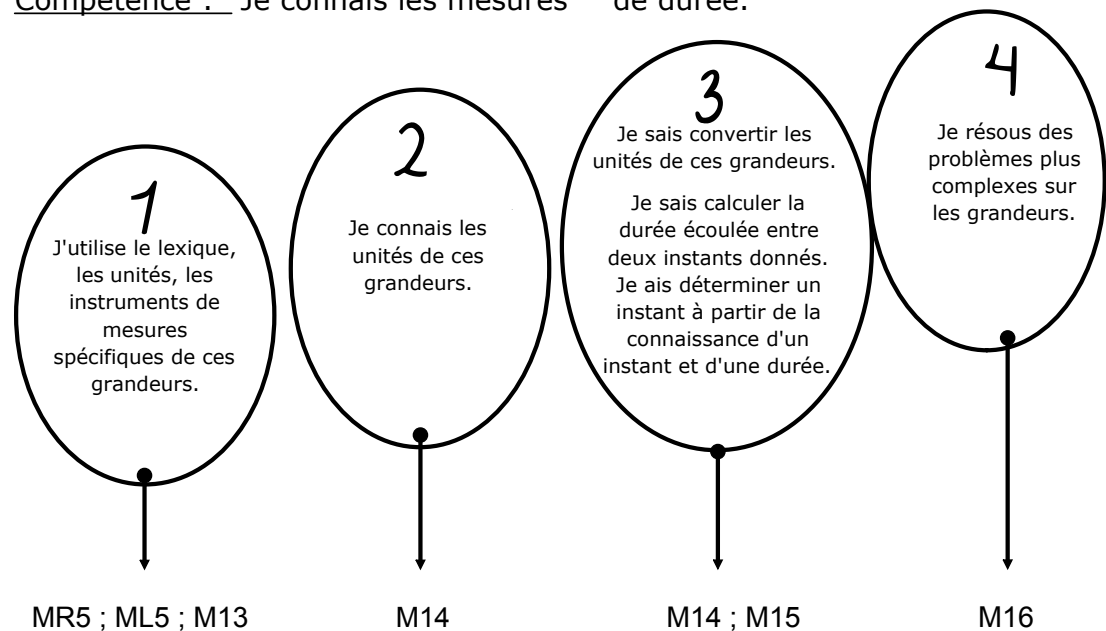 Compétence : Je connais les mesures de durée.
1
J'utilise le lexique,
les unités, les
instruments de
mesures
spécifiques de ces
grandeurs.
MR5 ; ML5 ; M13
2
Je connais les
unités de ces
grandeurs.
M14
3
Je sais convertir les
unités de ces grandeurs.
Je sais calculer la
durée écoulée entre
deux instants donnés.
Je ais déterminer un
instant à partir de la
connaissance d'un
instant et d'une durée.
M14 ; M15
4
Je résous des
problèmes plus
complexes sur
les grandeurs.
M16